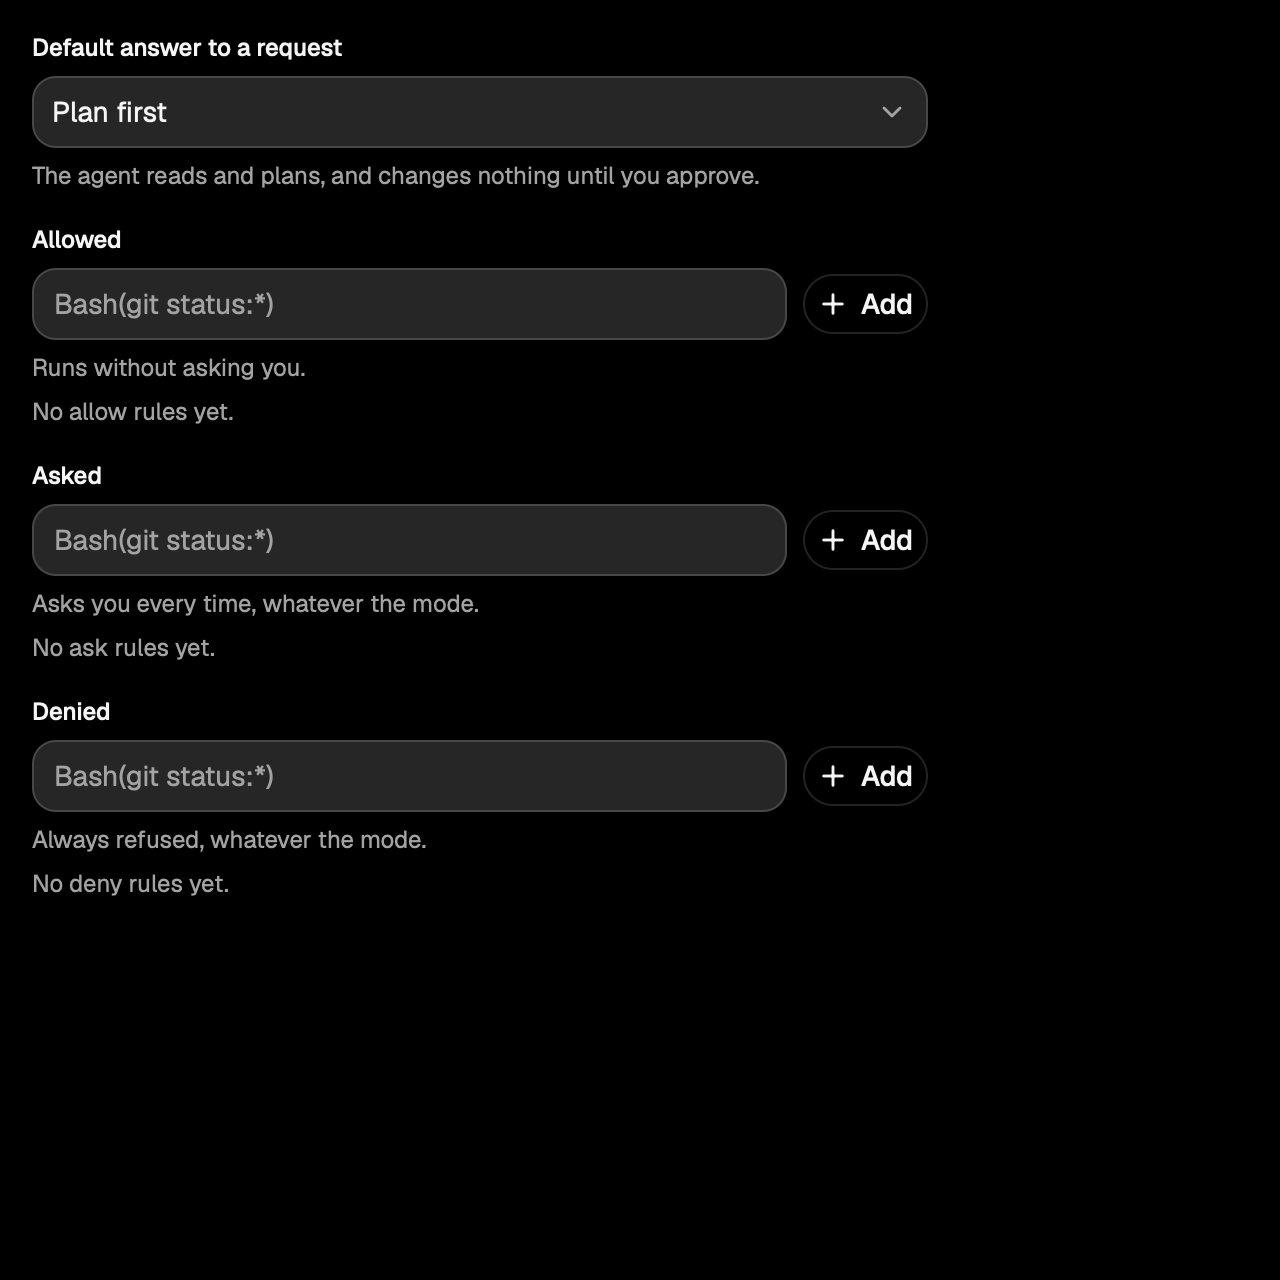 Default answer to a request
Plan first
The agent reads and plans, and changes nothing until you approve.
Allowed
Bash(git status:*)
Add
Runs without asking you.
No allow rules yet.
Asked
Bash(git status:*)
Add
Asks you every time, whatever the mode.
No ask rules yet.
Denied
Bash(git status:*)
Add
Always refused, whatever the mode.
No deny rules yet.